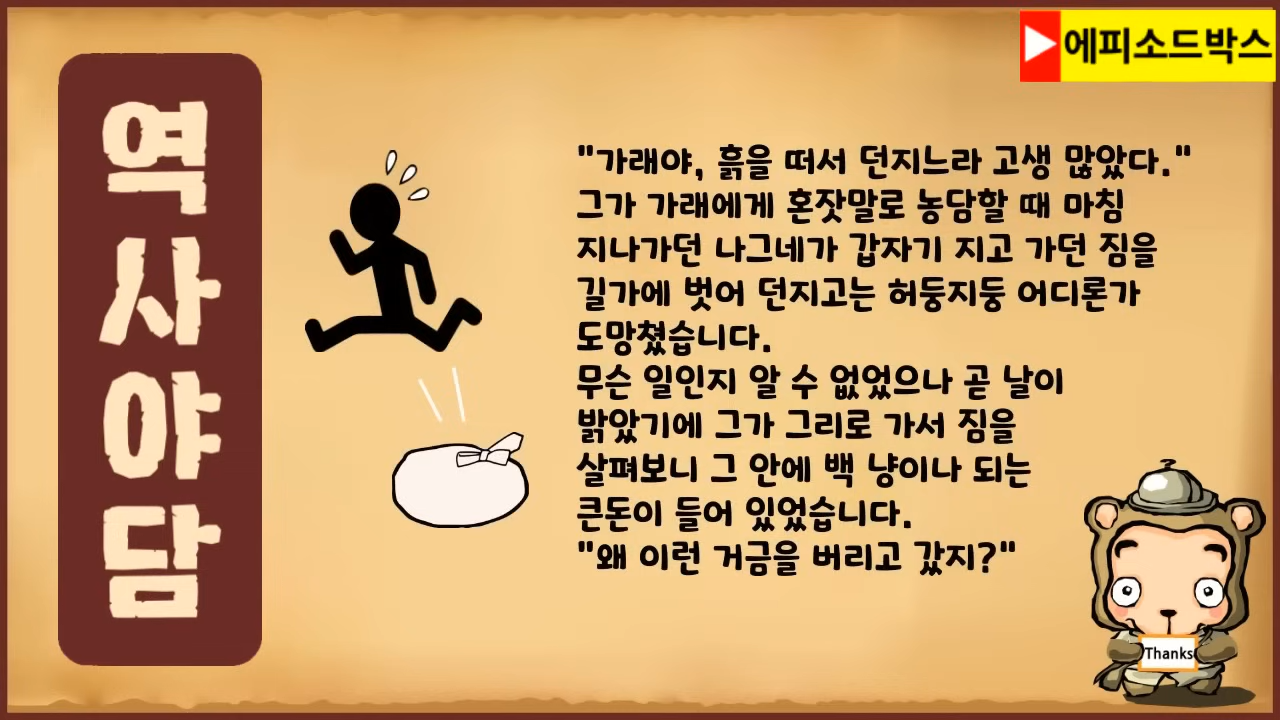 에피소드박스
역사야담
"가래야, 흙을 떠서 던지느라 고생 많았다."
그가 가래에게 혼잣말로 농담할 때 마침
지나가던 나그네가 갑자기 지고 가던 짐을
길가에 벗어 던지고는 허둥지둥 어디론가
도망쳤습니다.
무슨 일인지 알 수 없었으나 곧 날이
밝았기에 그가 그리로 가서 짐을
살펴보니 그 안에 백 냥이나 되는
큰돈이 들어 있었습니다.
"왜 이런 거금을 버리고 갔지?"
Thanks